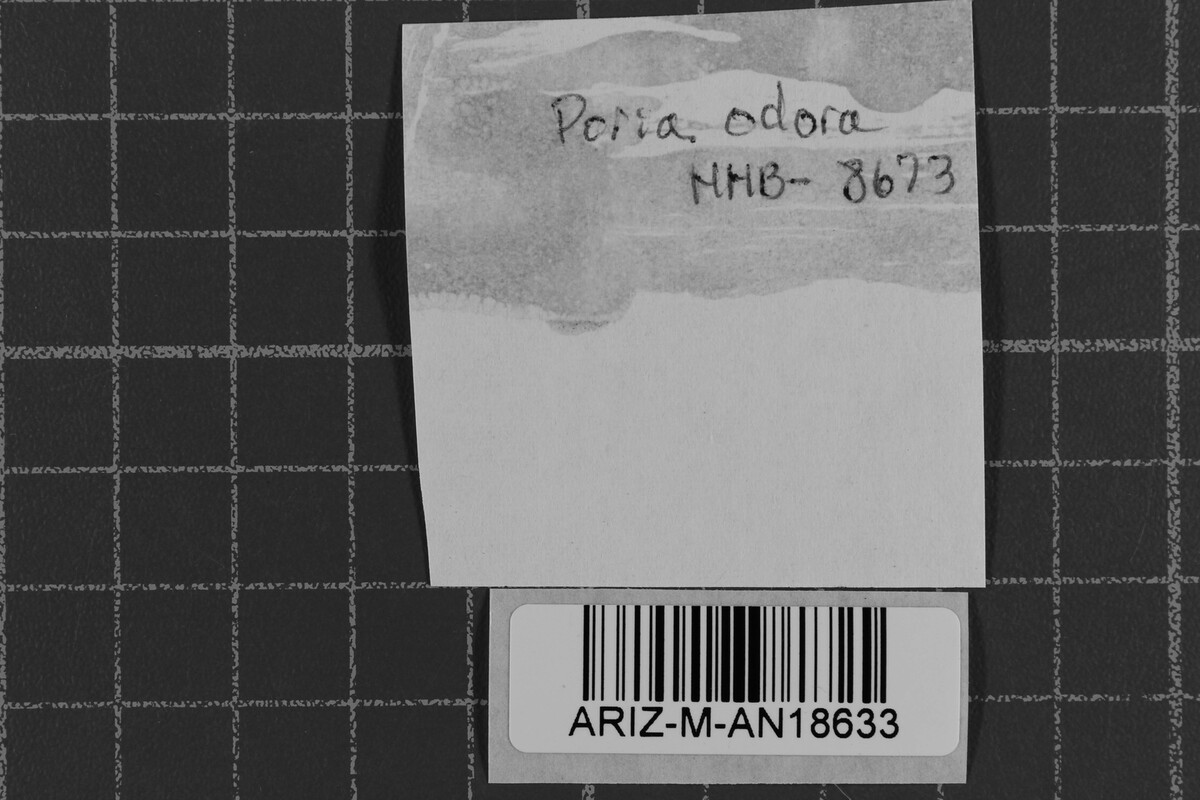 Poria odora
HHB- 8673
ARIZ-M-AN18633